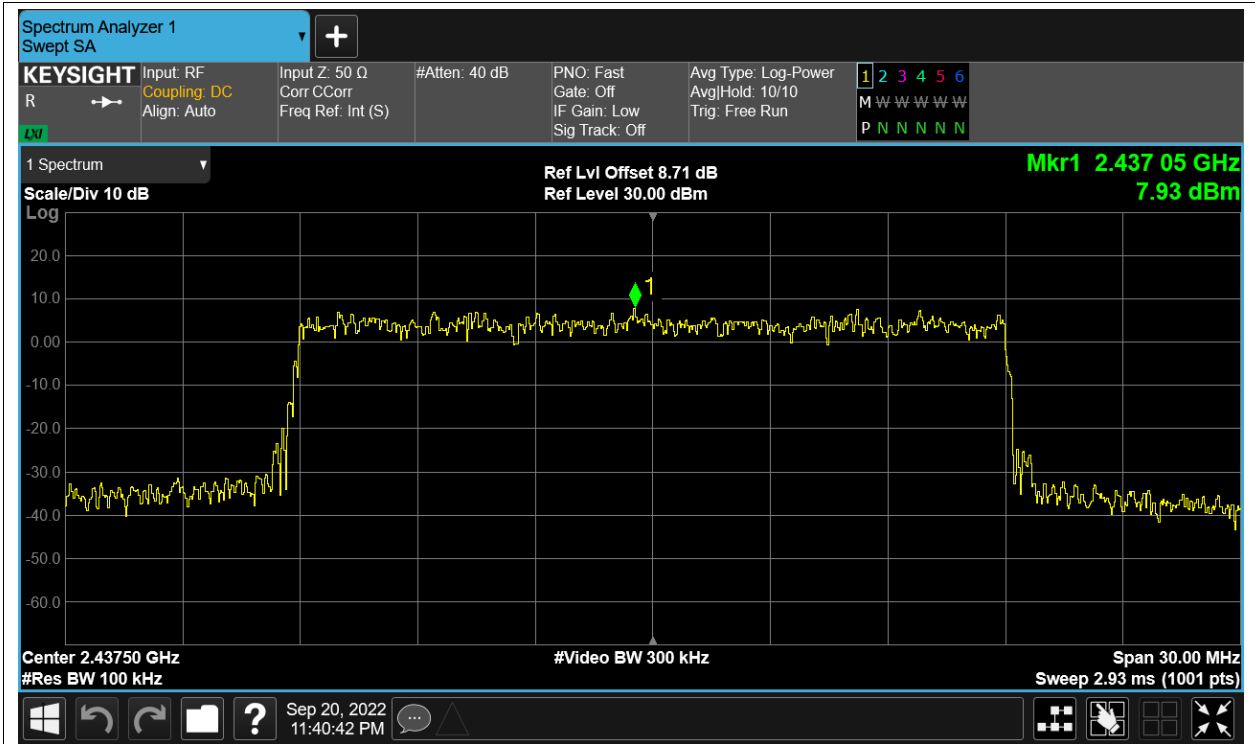 Spectrum Analyzer 1
Swept SA
KEYSIGHT
R
LXI
Input: RF
Coupling: DC
Align: Auto
Input Z: 50 Ω
Corr CCorr
Freq Ref: Int (S)
#Atten: 40 dB
PNO: Fast
Gate: Off
IF Gain: Low
Sig Track: Off
Avg Type: Log-Power
Avg|Hold: 10/10
Trig: Free Run
1 2 3 4 5 6
M W W W W W
P N N N N N
1 Spectrum
Scale/Div 10 dB
Log
Ref Lvl Offset 8.71 dB
Ref Level 30.00 dBm
Mkr1 2.437 05 GHz
7.93 dBm
1
20.0
10.0
0.00
-10.0
-20.0
-30.0
-40.0
-50.0
-60.0
Center 2.43750 GHz
#Video BW 300 kHz
Span 30.00 MHz
#Res BW 100 kHz
Sweep 2.93 ms (1001 pts)
?
Sep 20, 2022
11:40:42 PM